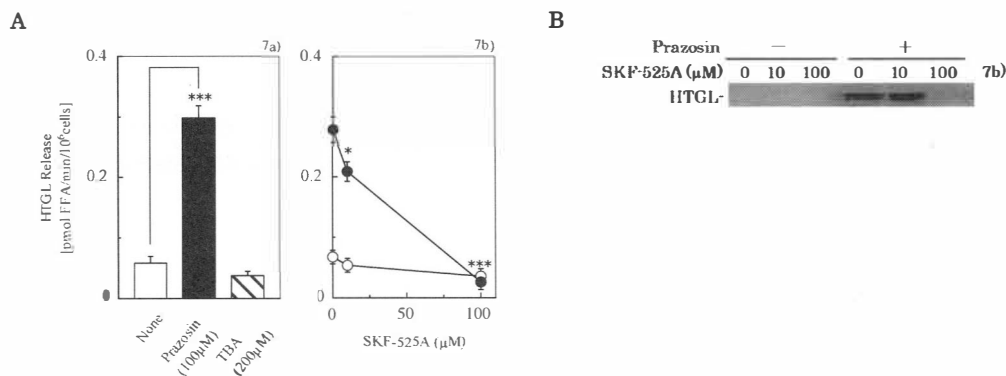 A
B
7a)
7b)
0.4
0.2
0
HTGL Release
[pmol FFA/min/10⁶cells]
***
None
Prazosin
(100μM)
TBA
(200μM)
0.4
0.2
0
*
***
0 50 100
SKF-525A (μM)
Prazosin − +
SKF-525A (μM) 0 10 100 0 10 100 7b)
HTGL-